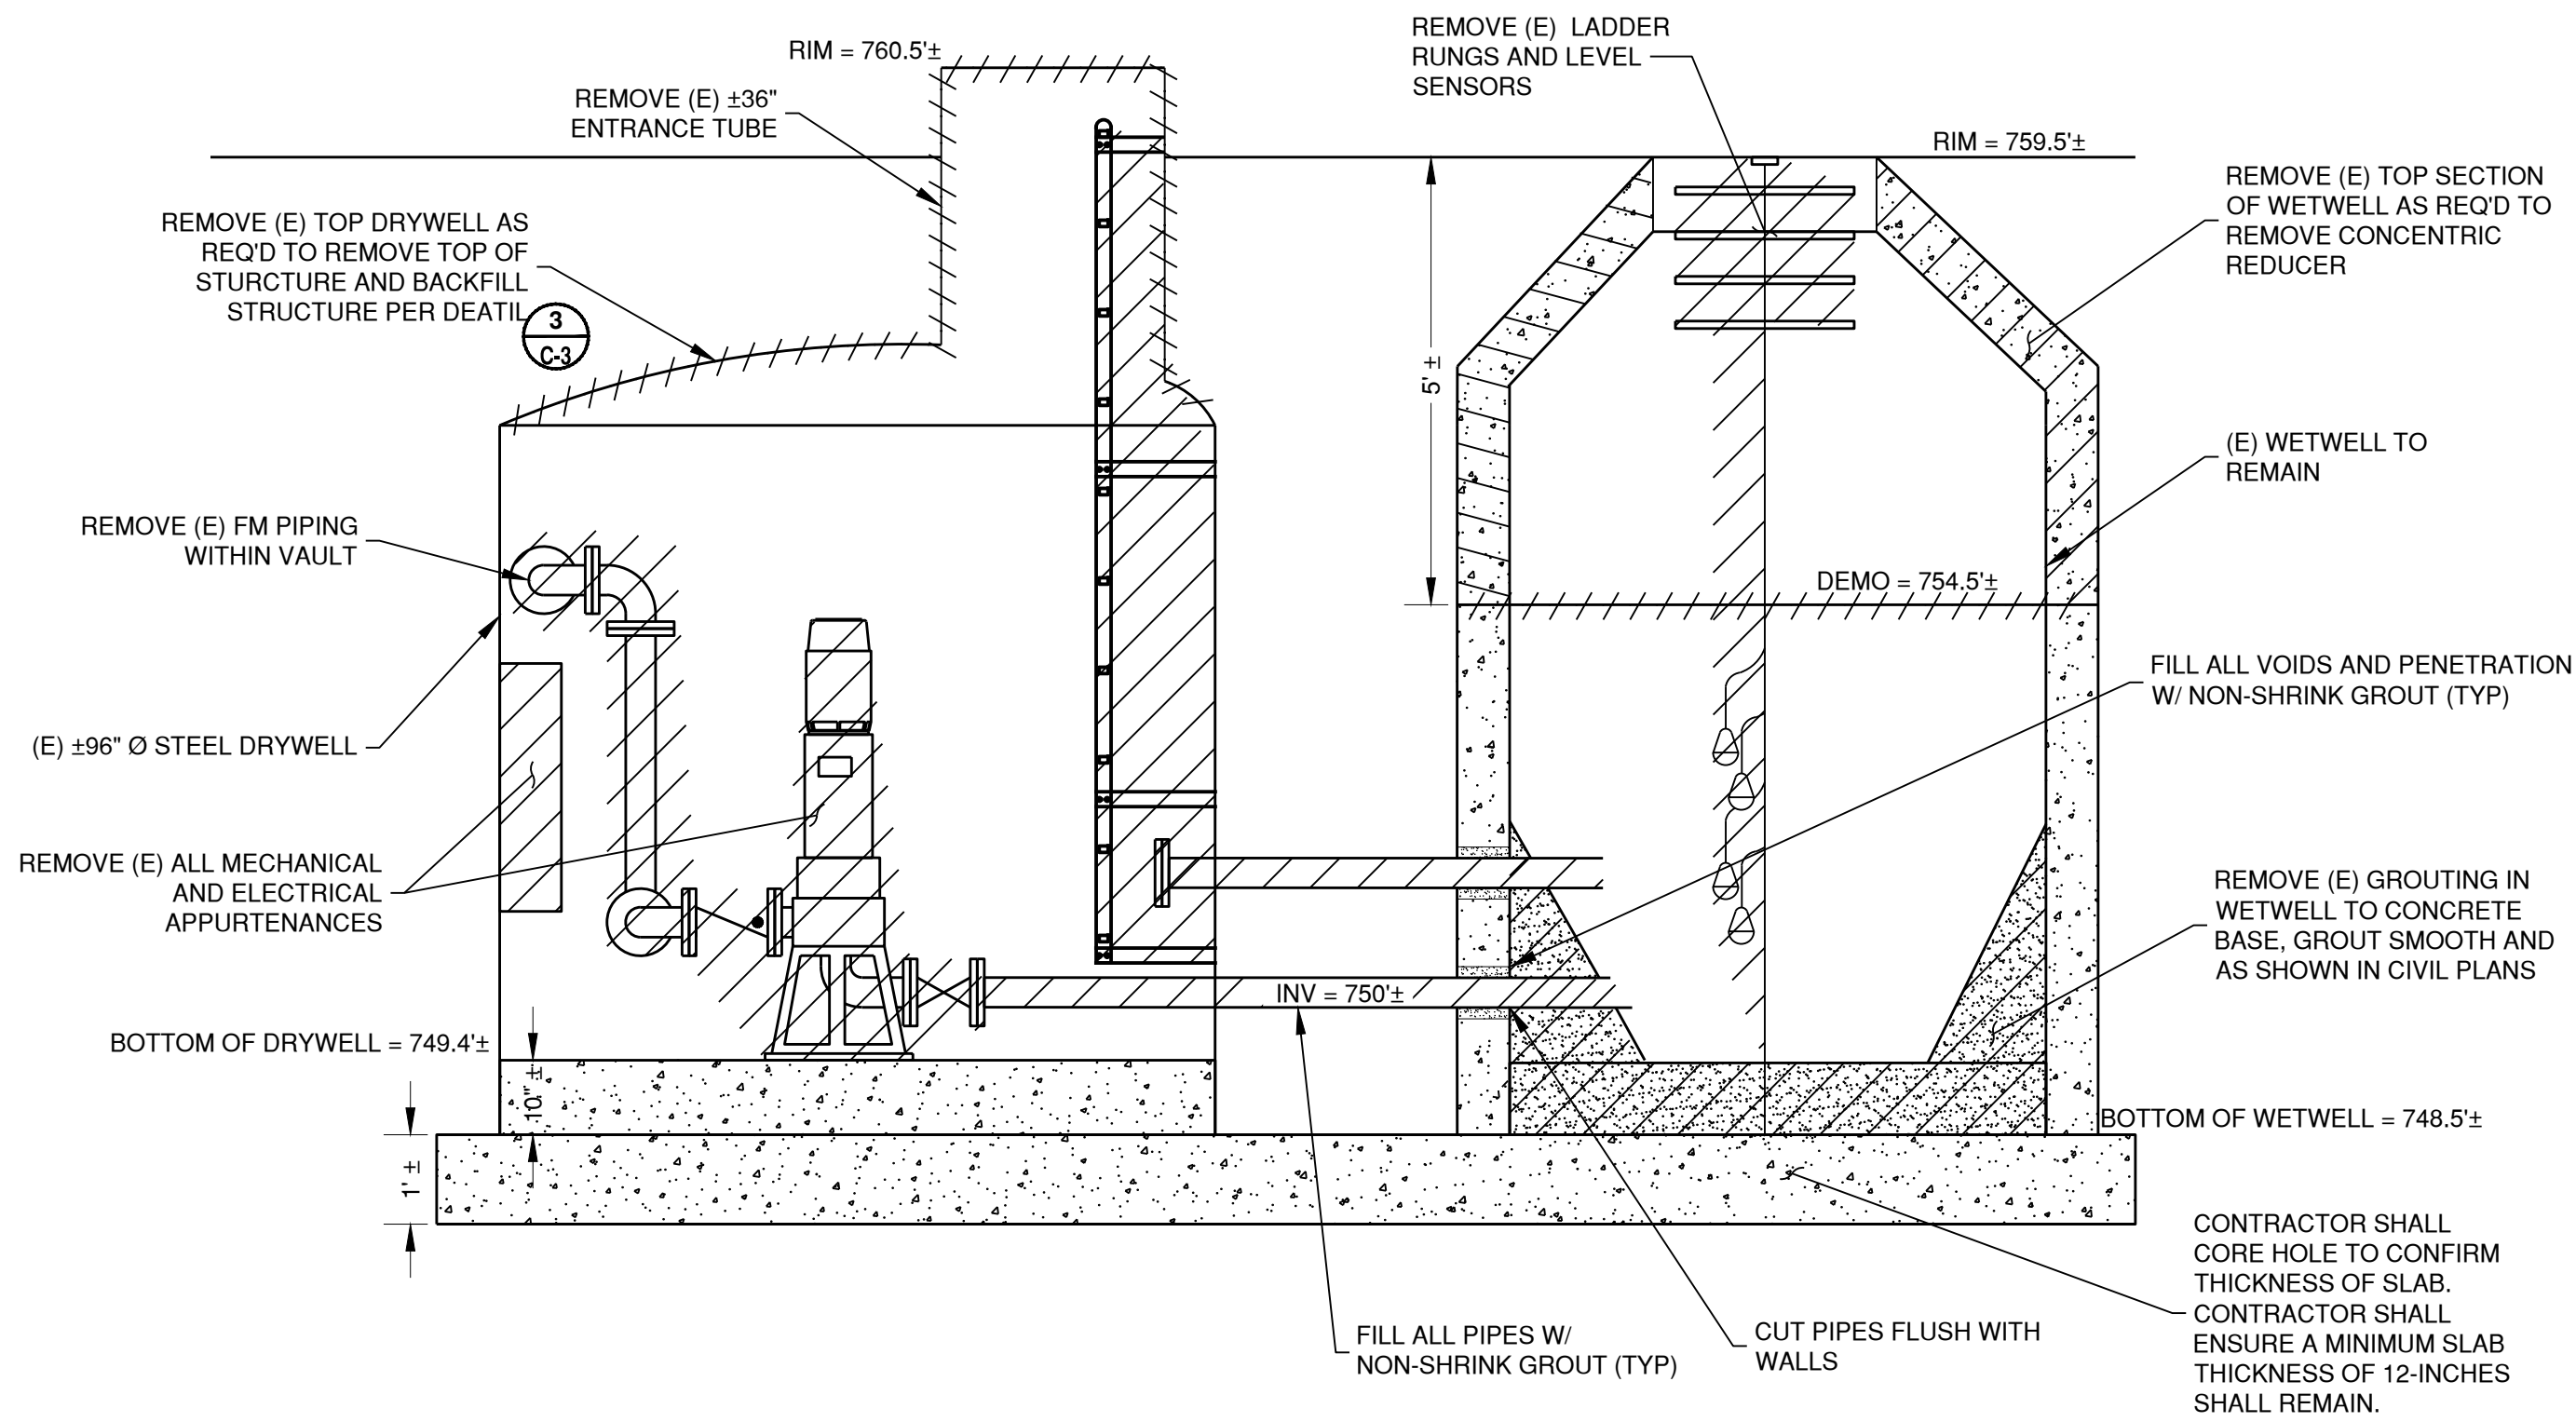 REMOVE (E)  LADDER
RUNGS AND LEVEL
SENSORS
RIM = 760.5'±
REMOVE (E) ±36"
ENTRANCE TUBE
RIM = 759.5'±
REMOVE (E) TOP SECTION
OF WETWELL AS REQ'D TO
REMOVE CONCENTRIC
REDUCER
REMOVE (E) TOP DRYWELL AS
REQ'D TO REMOVE TOP OF
STURCTURE AND BACKFILL
STRUCTURE PER DEATIL
3
C-3
5' ±
(E) WETWELL TO
REMAIN
REMOVE (E) FM PIPING
WITHIN VAULT
DEMO = 754.5'±
FILL ALL VOIDS AND PENETRATION
W/ NON-SHRINK GROUT (TYP)
(E) ±96" Ø STEEL DRYWELL
REMOVE (E) ALL MECHANICAL
AND ELECTRICAL
APPURTENANCES
REMOVE (E) GROUTING IN
WETWELL TO CONCRETE
BASE, GROUT SMOOTH AND
AS SHOWN IN CIVIL PLANS
INV = 750'±
BOTTOM OF DRYWELL = 749.4'±
10" ±
BOTTOM OF WETWELL = 748.5'±
1' ±
CONTRACTOR SHALL
CORE HOLE TO CONFIRM
THICKNESS OF SLAB.
CONTRACTOR SHALL
ENSURE A MINIMUM SLAB
THICKNESS OF 12-INCHES
SHALL REMAIN.
FILL ALL PIPES W/
NON-SHRINK GROUT (TYP)
CUT PIPES FLUSH WITH
WALLS